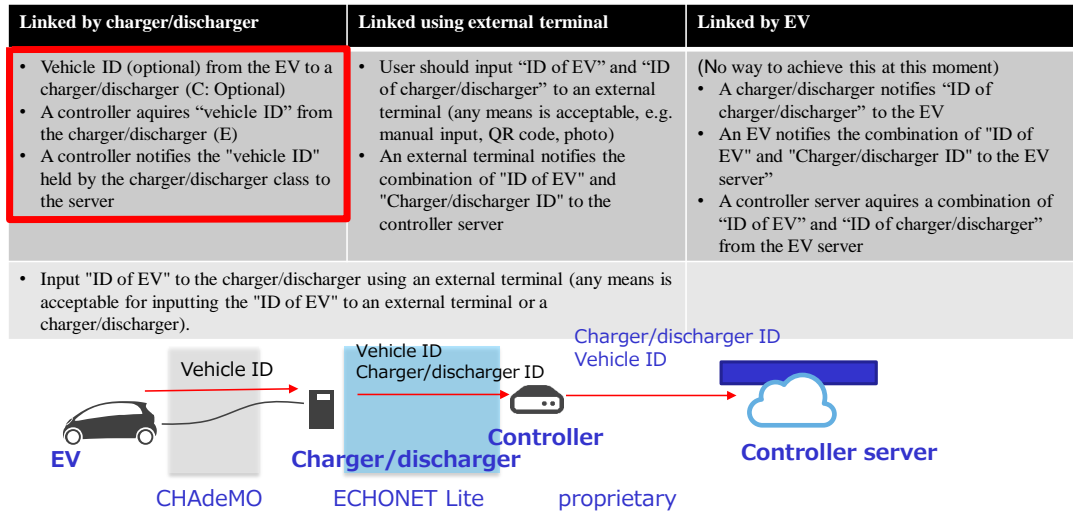 Linked by charger/discharger
Linked using external terminal
Linked by EV
• Vehicle ID (optional) from the EV to a
charger/discharger (C: Optional)
• A controller aquires “vehicle ID” from
the charger/discharger (E)
• A controller notifies the "vehicle ID"
held by the charger/discharger class to
the server
• User should input “ID of EV” and “ID
of charger/discharger” to an external
terminal (any means is acceptable, e.g.
manual input, QR code, photo)
• An external terminal notifies the
combination of "ID of EV" and
"Charger/discharger ID" to the
controller server
(No way to achieve this at this moment)
• A charger/discharger notifies “ID of
charger/discharger” to the EV
• An EV notifies the combination of "ID of
EV" and "Charger/discharger ID" to the EV
server”
• A controller server aquires a combination of
“ID of EV” and “ID of charger/discharger”
from the EV server
• Input "ID of EV" to the charger/discharger using an external terminal (any means is
acceptable for inputting the "ID of EV" to an external terminal or a
charger/discharger).
Vehicle ID
Vehicle ID
Charger/discharger ID
Charger/discharger ID
Vehicle ID
EV
Charger/discharger
Controller
Controller server
CHAdeMO
ECHONET Lite
proprietary